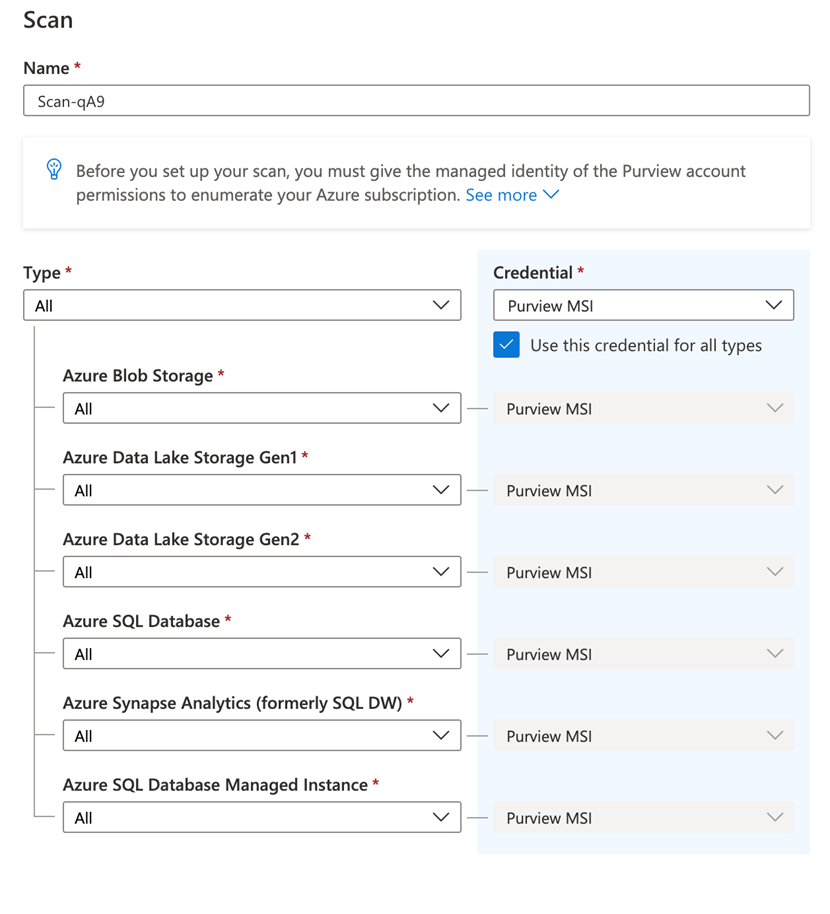 Scan
Name *
Scan-qA9
Before you set up your scan, you must give the managed identity of the Purview account
permissions to enumerate your Azure subscription. See more
Type *
Credential *
All
Purview MSI
Use this credential for all types
Azure Blob Storage *
All
Purview MSI
Azure Data Lake Storage Gen1 *
All
Purview MSI
Azure Data Lake Storage Gen2 *
All
Purview MSI
Azure SQL Database *
All
Purview MSI
Azure Synapse Analytics (formerly SQL DW) *
All
Purview MSI
Azure SQL Database Managed Instance *
All
Purview MSI